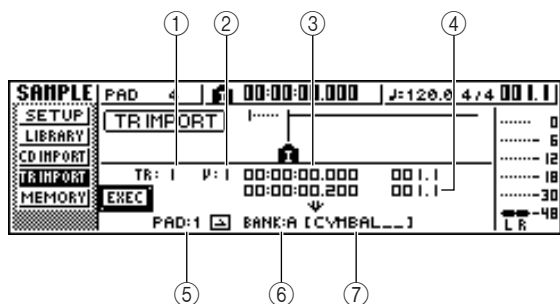 ① ② ③ ④
SAMPLE PAD 4 00:00:00.000 ♩=120.0 4/4 001.1
SETUP TR IMPORT 0
LIBRARY 6
CD IMPORT I 12
TR IMPORT TR: 1 V: 1 00:00:00.000 001.1 18
MEMORY EXEC 00:00:00.200 001.1 30
48
PAD:1 BANK:A [CYMBAL__] L R
⑤ ⑥ ⑦